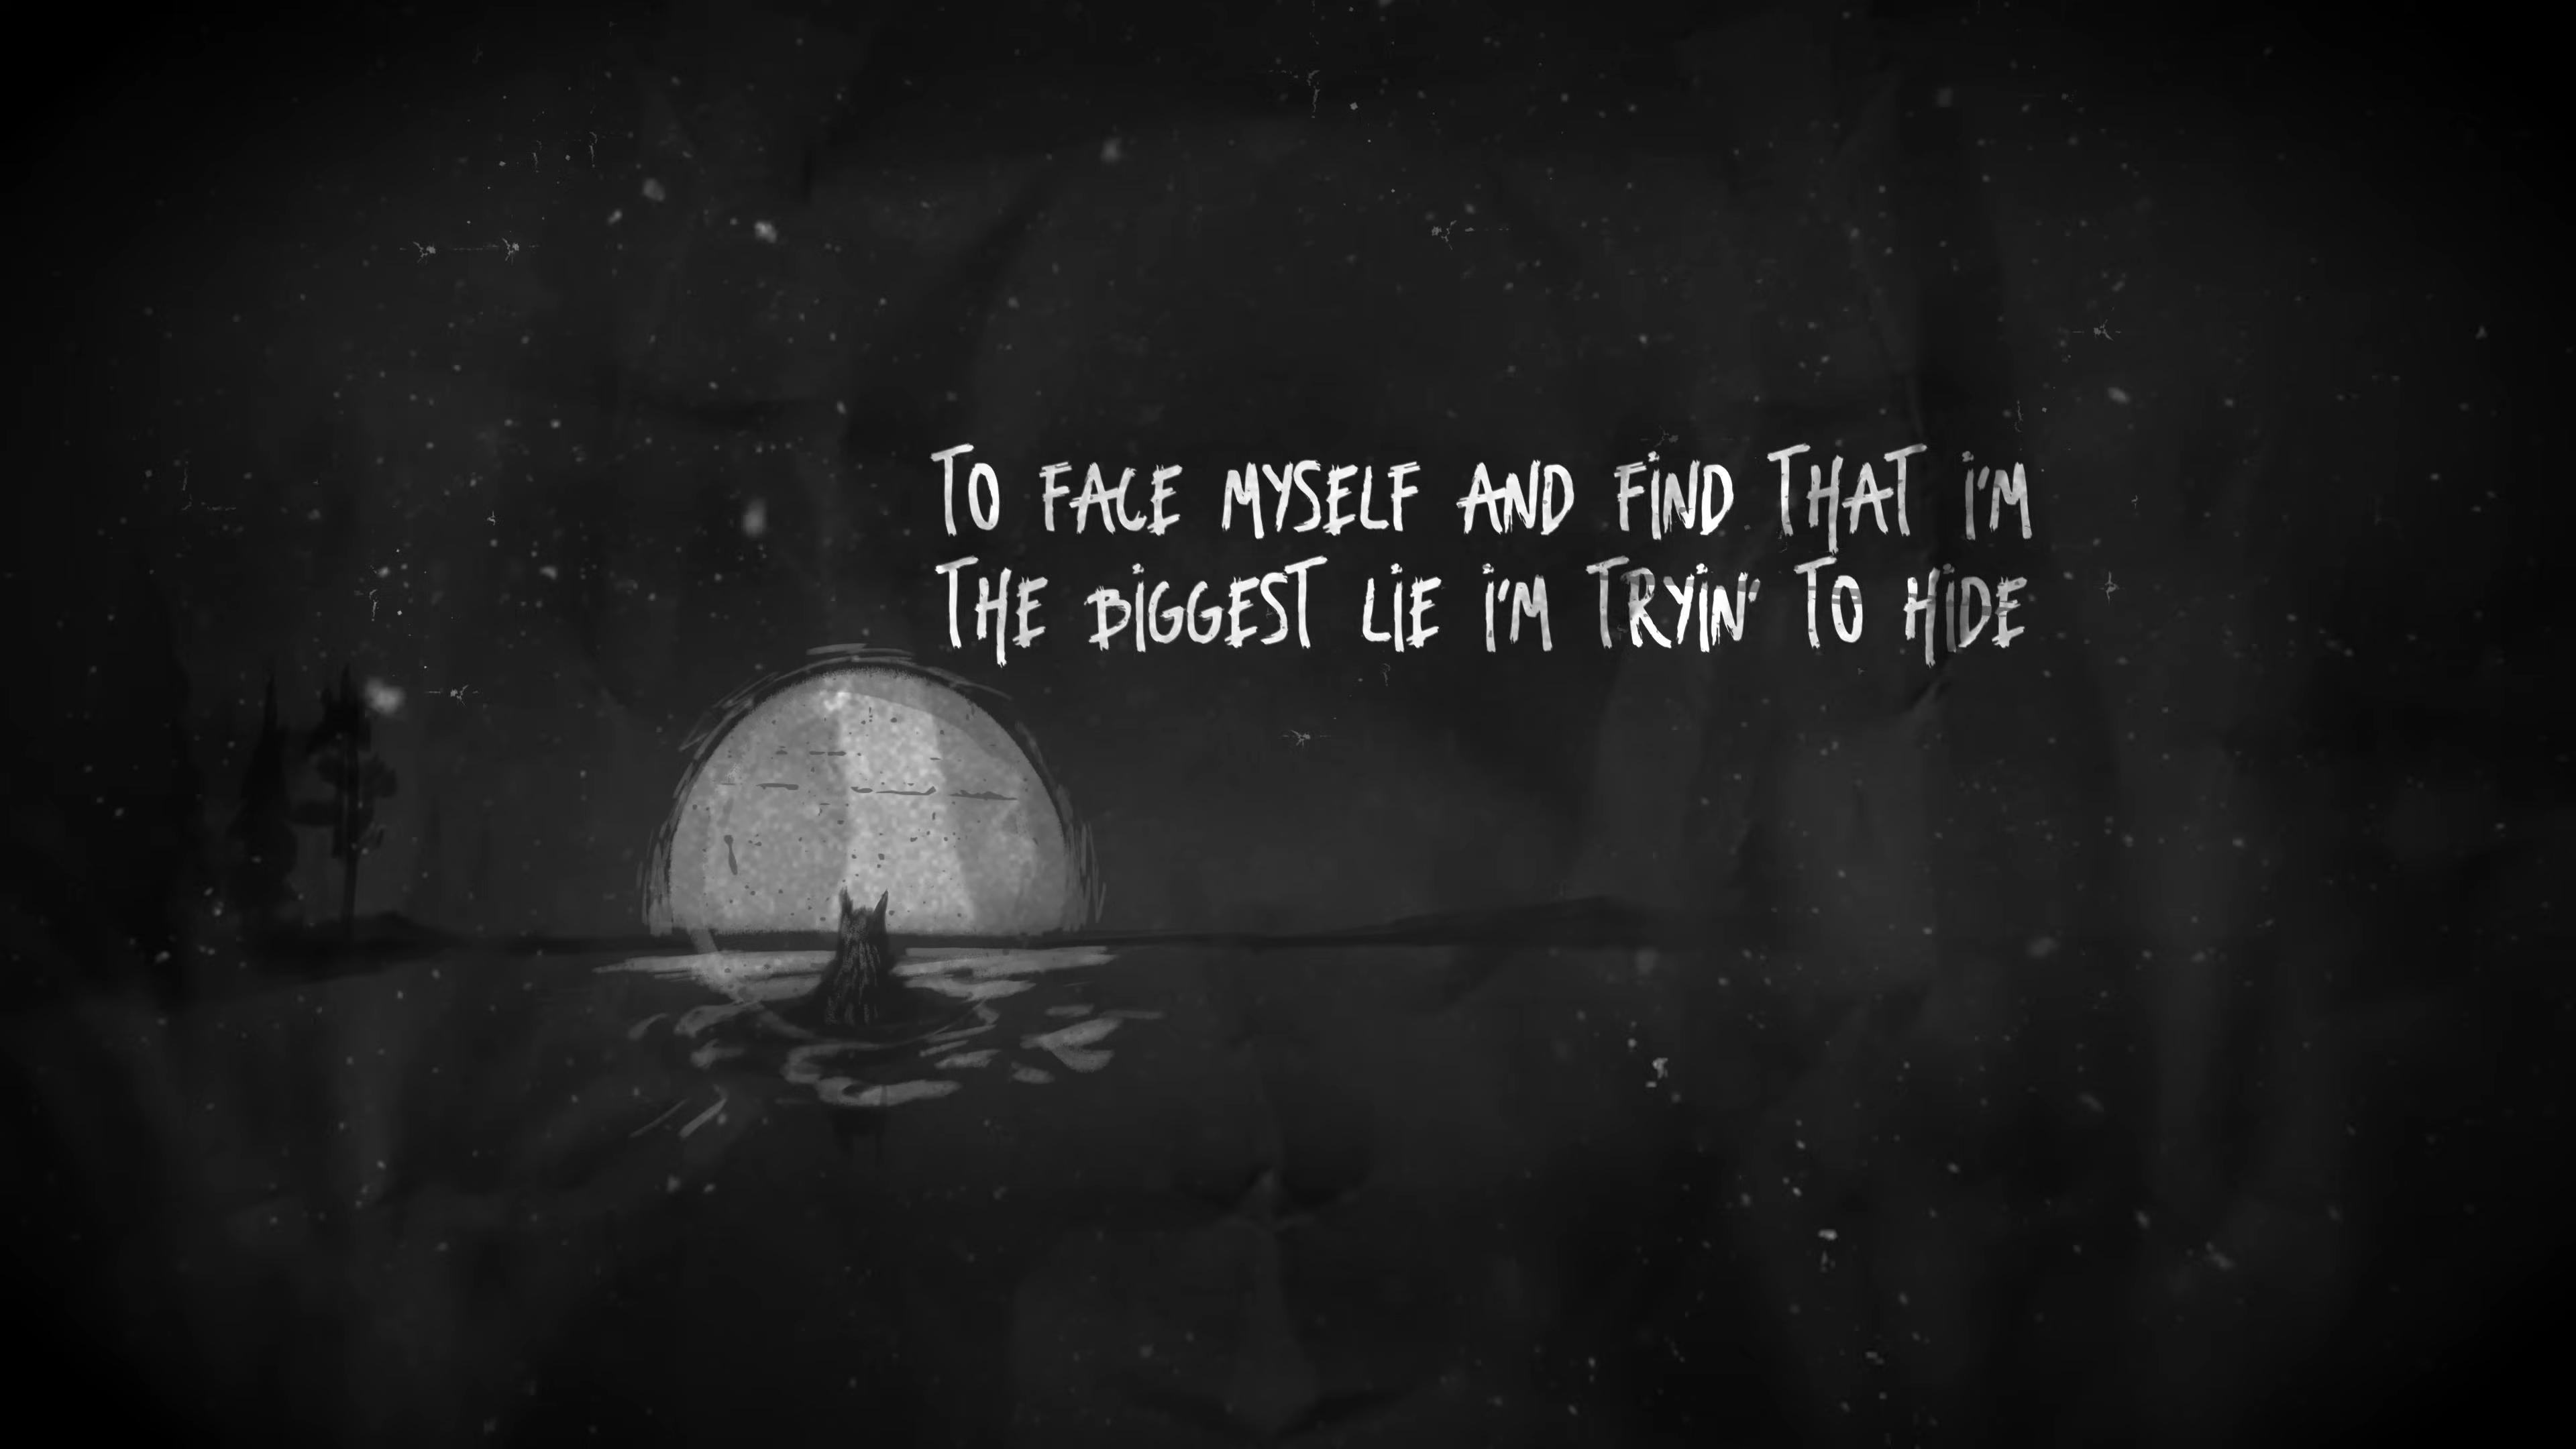 TO FACE MYSELF AND FIND THAT I'M
THE BIGGEST LIE I'M TRYIN' TO HIDE